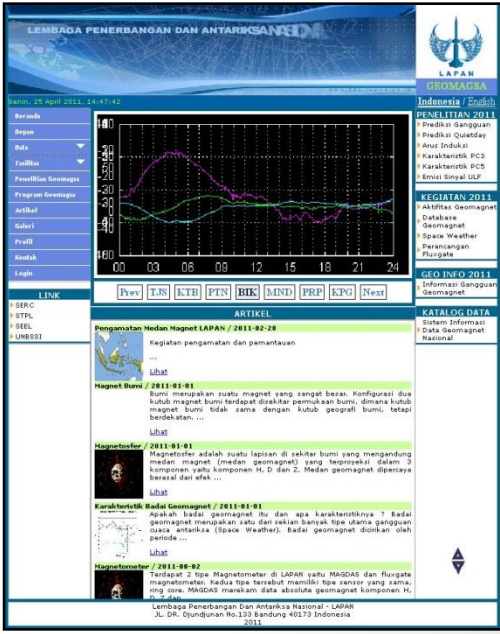 LEMBAGA PENERBANGAN DAN ANTARIKSA
LAPAN
GEOMAGSA
Senin, 25 April 2011, 14:47:42
Indonesia / English
Beranda
Depan
Data
Fasilitas
Penelitian Geomagsa
Program Geomagsa
Artikel
Galeri
Profil
Kontak
Login
LINK
SERC
STPL
SEEL
UNBSSI
00 03 06 09 12 15 18 21 24
Prev TJS KTB PTN BIK MND PRP KPG Next
ARTIKEL
Pengamatan Medan Magnet LAPAN / 2011-02-28
Kegiatan pengamatan dan pemantauan
...
Lihat
Magnet Bumi / 2011-01-01
Bumi merupakan suatu magnet yang sangat besar. Konfigurasi dua
kutub magnet bumi terdapat disekitar permukaan bumi, dimana kutub
magnet bumi tidak sama dengan kutub geografi bumi, tetapi
berdekatan. ...
Lihat
Magnetosfer / 2011-01-01
Magnetosfer adalah suatu lapisan di sekitar bumi yang mengandung
medan magnet (medan geomagnet) yang terproyeksi dalam 3
komponen yaitu komponen H, D dan Z. Medan geomagnet dipercaya
berasal dari efek ...
Lihat
Karakteristik Badai Geomagnet / 2011-01-01
Apakah badai geomagnet itu dan apa karakteristiknya ? Badai
geomagnet merupakan satu dari sekian banyak tipe utama gangguan
cuaca antariksa (Space Weather). Badai geomagnet dicirikan oleh
periode ...
Lihat
Magnetometer / 2011-00-02
Terdapat 2 tipe Magnetometer di LAPAN yaitu MAGDAS dan fluxgate
magnetometer. Kedua tipe tersebut memiliki tipe sensor yang sama,
ring core. MAGDAS merekam data absolute geomagnet komponen H,
D, Z dan
PENELITIAN 2011
Prediksi Gangguan
Prediksi Quietday
Arus Induksi
Karakteristik PC3
Karakteristik PC5
Emisi Sinyal ULF
KEGIATAN 2011
Aktifitas Geomagnet
Database
Geomagnet
Space Weather
Perancangan
Fluxgate
GEO INFO 2011
Informasi Gangguan
Geomagnet
KATALOG DATA
Sistem Informasi
Data Geomagnet
Nasional
Lembaga Penerbangan Dan Antariksa Nasional - LAPAN
JL. DR. Djundjunan No.133 Bandung 40173 Indonesia
2011